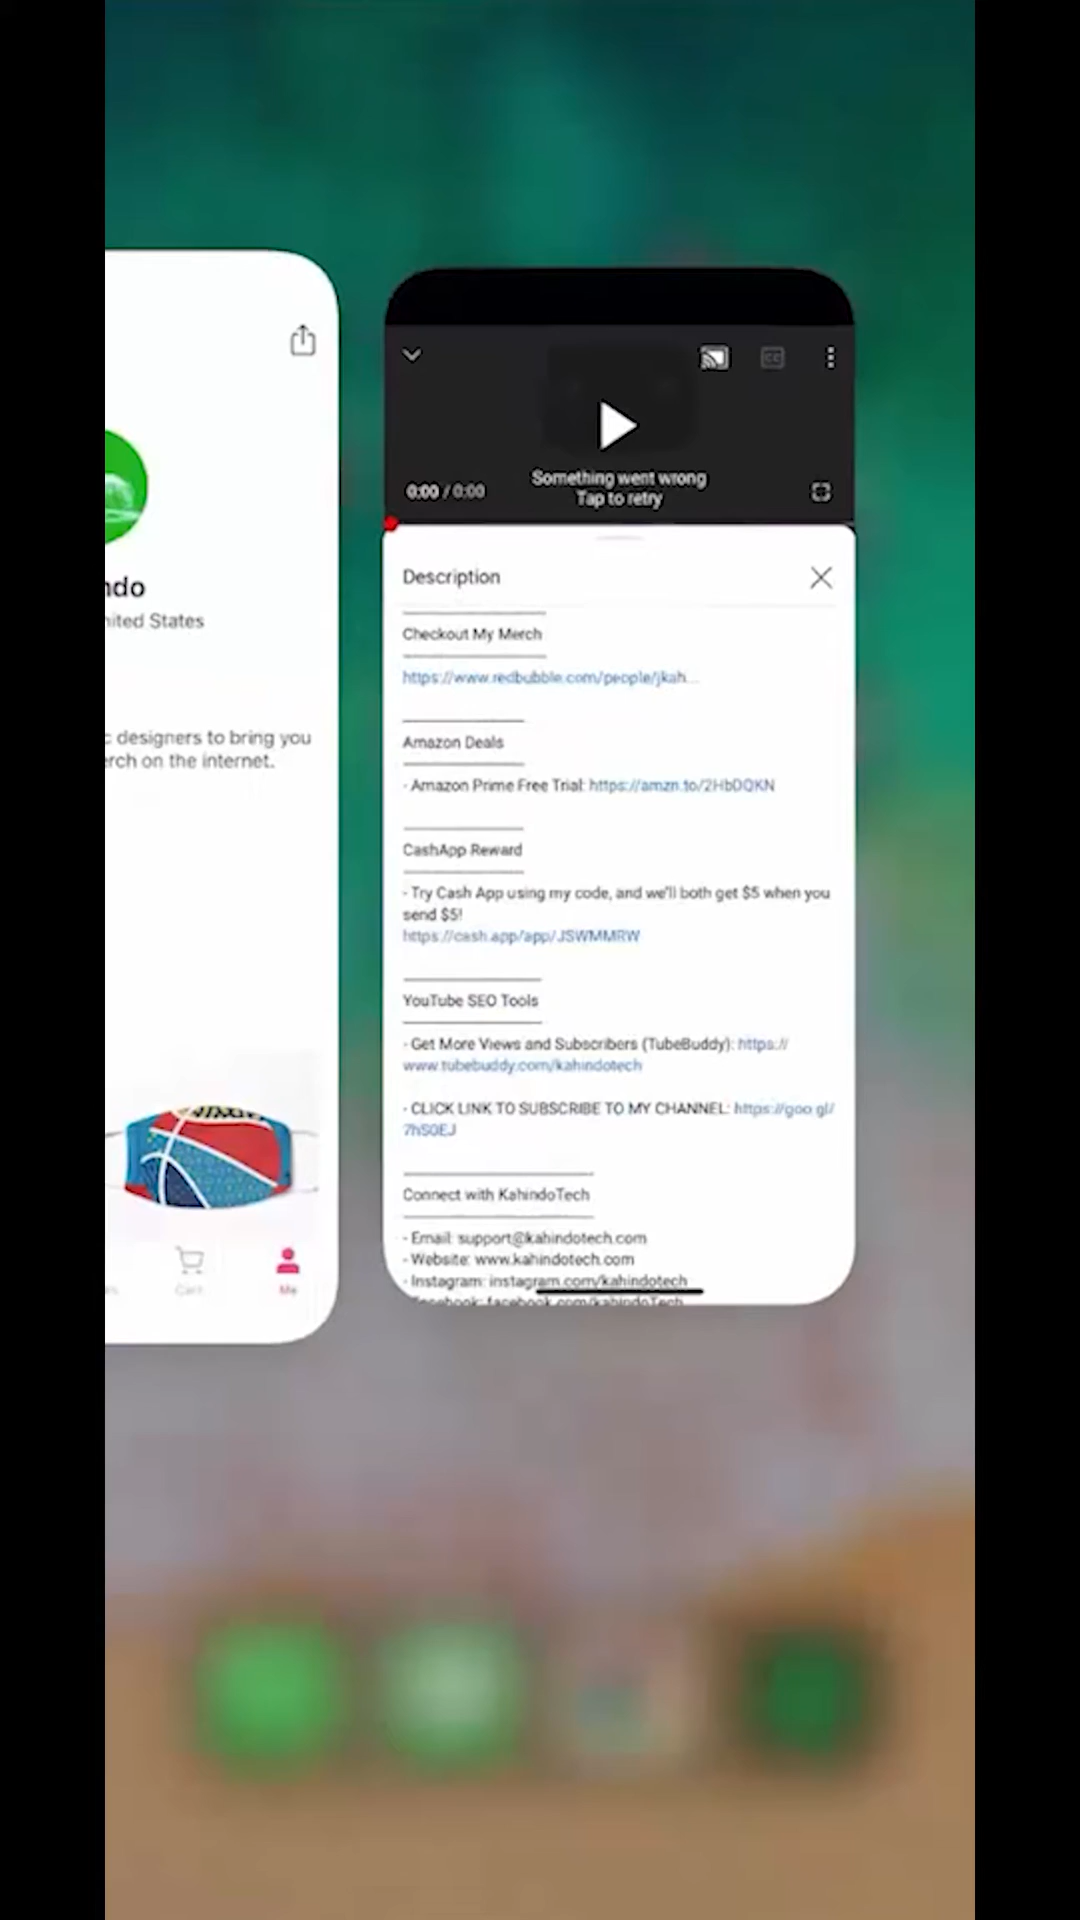 ndo
nited States
c designers to bring you
erch on the internet.
Cart
Me
CC
Something went wrong
Tap to retry
0:00 / 0:00
Description
Checkout My Merch
https://www.redbubble.com/people/jkah...
Amazon Deals
- Amazon Prime Free Trial: https://amzn.to/2HbDQKN
CashApp Reward
- Try Cash App using my code, and we'll both get $5 when you
send $5!
https://cash.app/app/JSWMMRW
YouTube SEO Tools
- Get More Views and Subscribers (TubeBuddy): https://
www.tubebuddy.com/kahindotech
- CLICK LINK TO SUBSCRIBE TO MY CHANNEL: https://goo.gl/
7hS0EJ
Connect with KahindoTech
- Email: support@kahindotech.com
- Website: www.kahindotech.com
- Instagram: instagram.com/kahindotech
- Facebook: facebook.com/kahindoTech